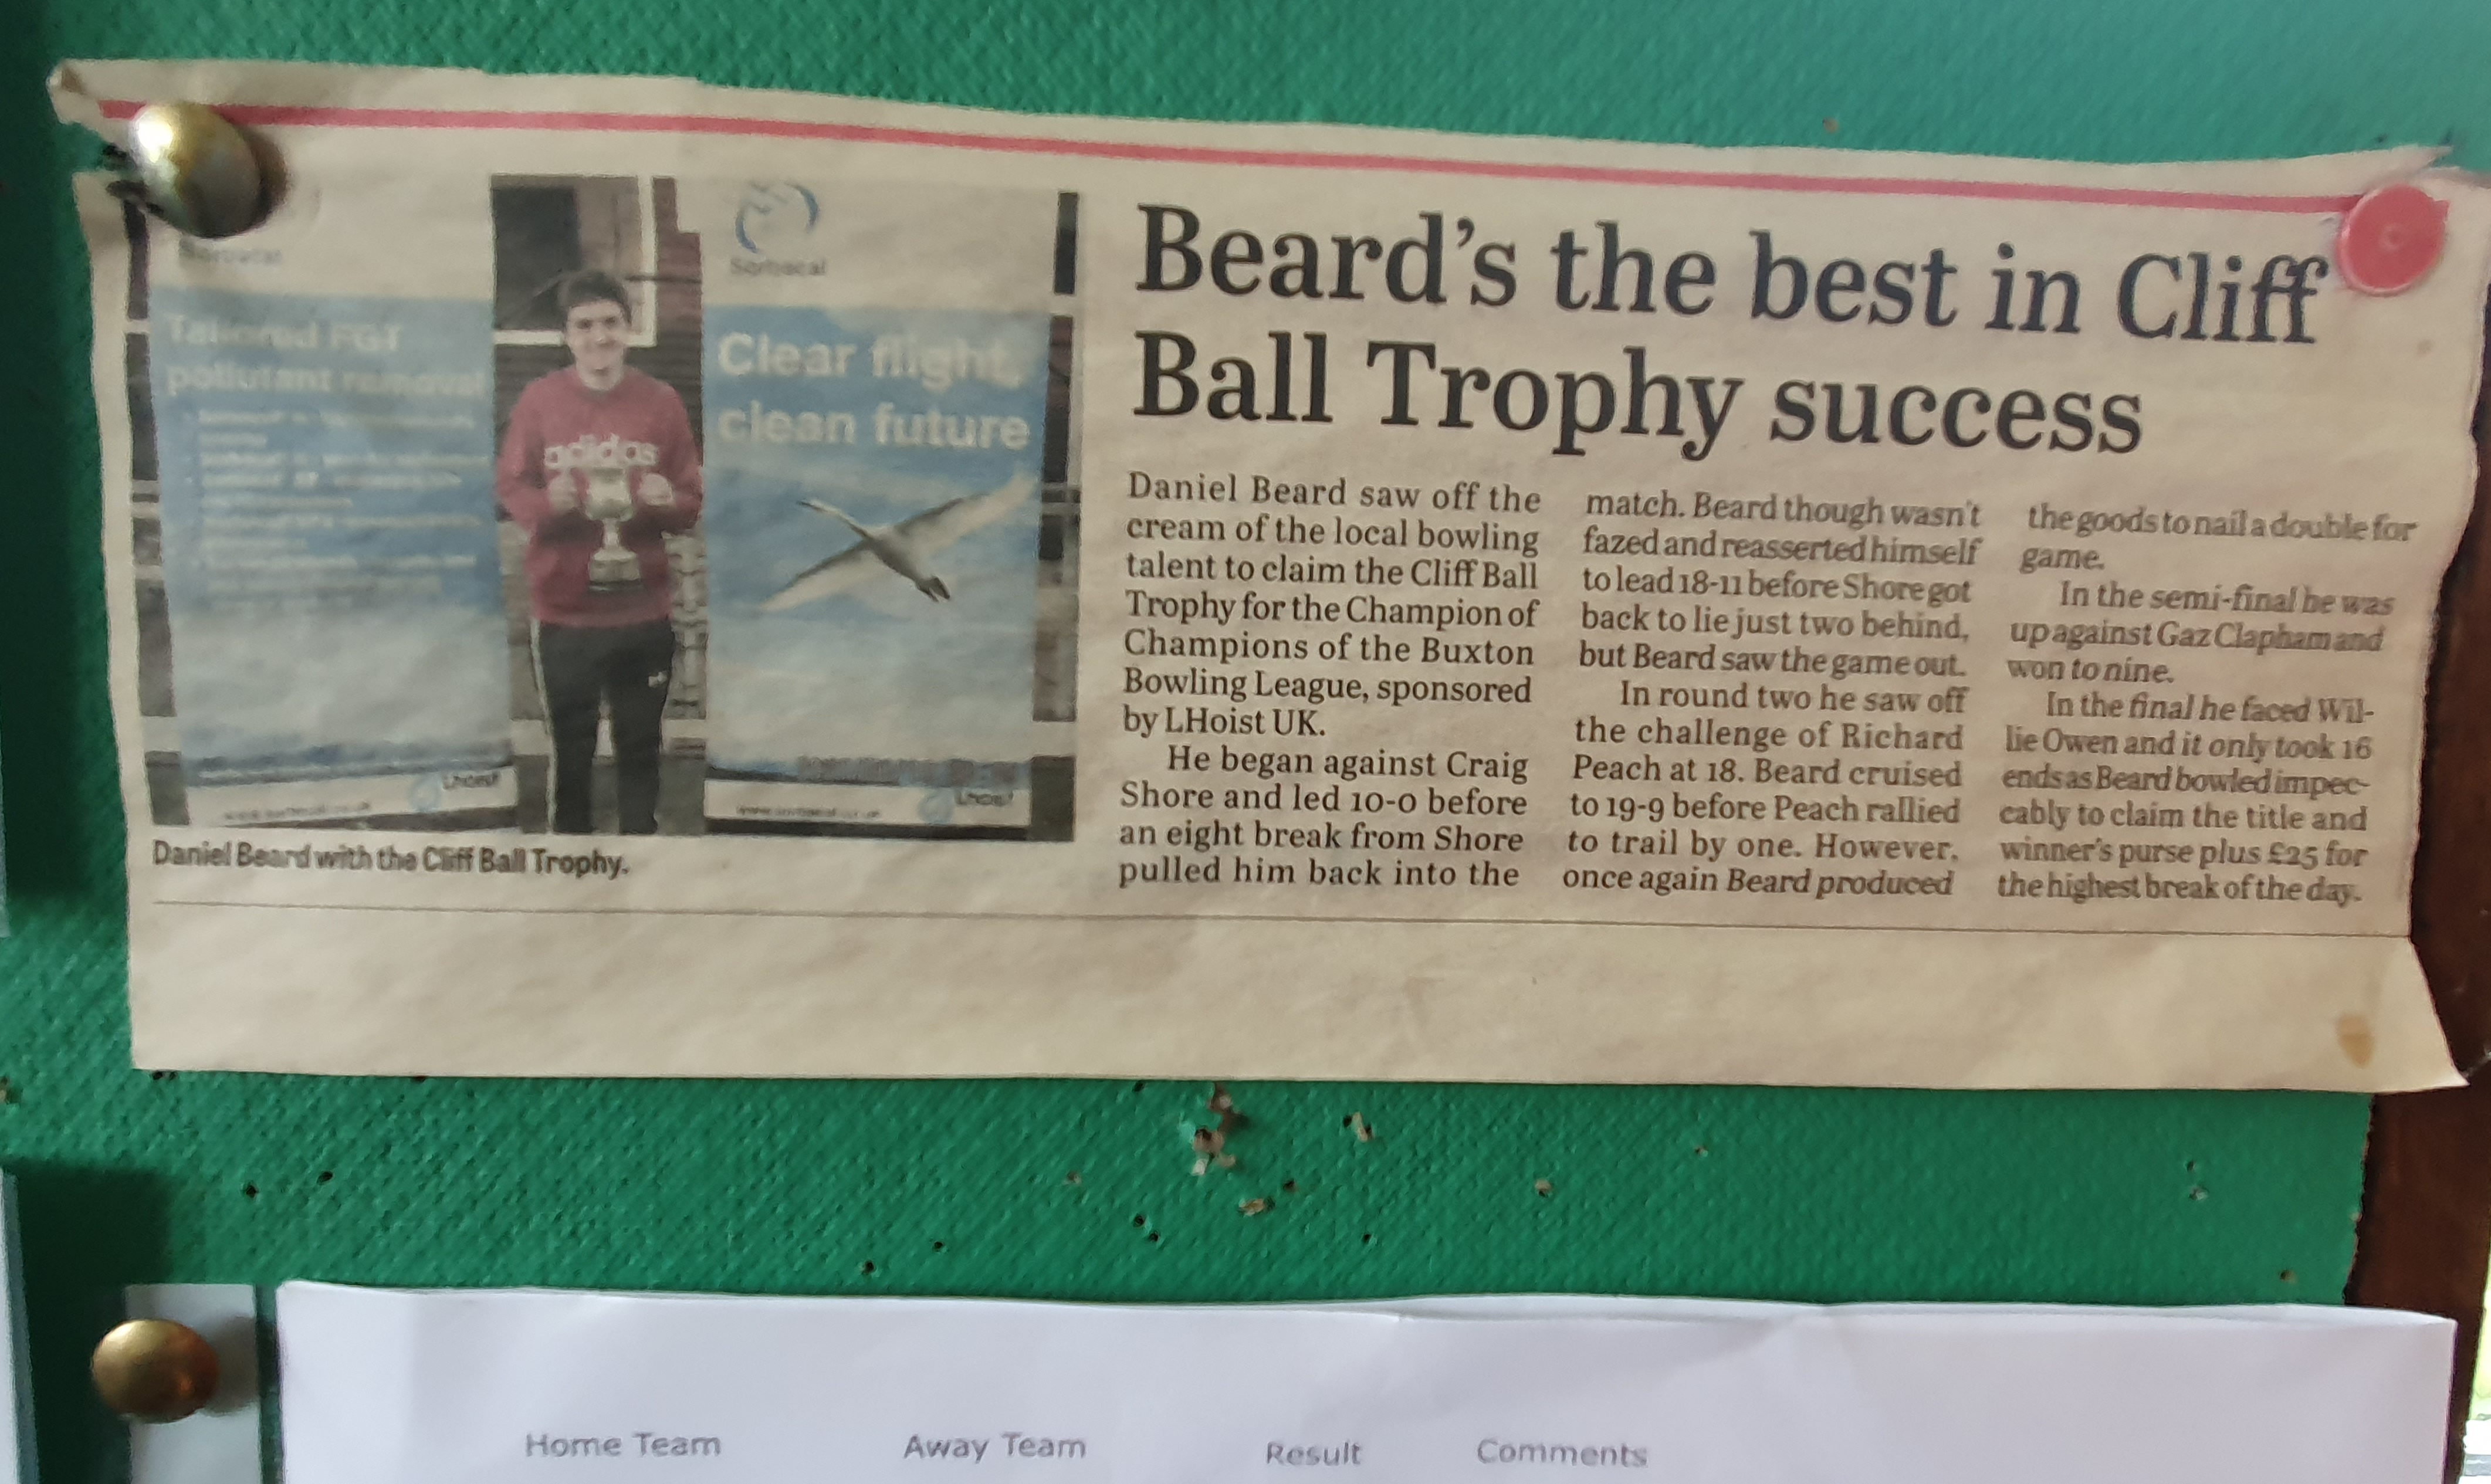 Sorbacal
Tailored FGT
pollutant removal
Sorbacal
Clear flight,
clean future
adidas
Lhoist
Lhoist
Daniel Beard with the Cliff Ball Trophy.
Beard's the best in Cliff
Ball Trophy success
Daniel Beard saw off the
cream of the local bowling
talent to claim the Cliff Ball
Trophy for the Champion of
Champions of the Buxton
Bowling League, sponsored
by LHoist UK.
He began against Craig
Shore and led 10-0 before
an eight break from Shore
pulled him back into the
match. Beard though wasn't
fazed and reasserted himself
to lead 18-11 before Shore got
back to lie just two behind,
but Beard saw the game out.
In round two he saw off
the challenge of Richard
Peach at 18. Beard cruised
to 19-9 before Peach rallied
to trail by one. However,
once again Beard produced
the goods to nail a double for
game.
In the semi-final he was
up against Gaz Clapham and
won to nine.
In the final he faced Wil-
lie Owen and it only took 16
ends as Beard bowled impec-
cably to claim the title and
winner's purse plus £25 for
the highest break of the day.
Home Team Away Team Result Comments